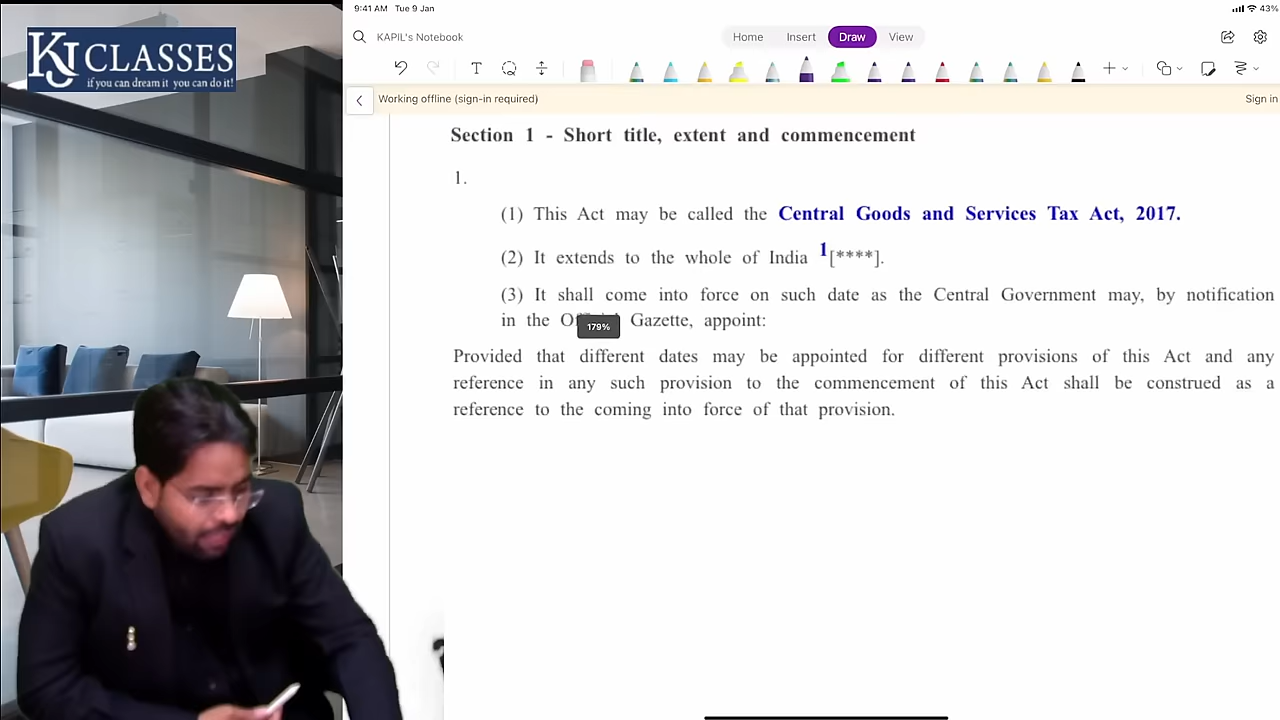 KJ CLASSES
if you can dream it you can do it!
9:41 AM Tue 9 Jan
43%
KAPIL's Notebook
Home Insert Draw View
Working offline (sign-in required)
Sign in
Section 1 - Short title, extent and commencement
1.
(1) This Act may be called the Central Goods and Services Tax Act, 2017.
(2) It extends to the whole of India 1[****].
(3) It shall come into force on such date as the Central Government may, by notification
in the Gazette, appoint:
179%
Provided that different dates may be appointed for different provisions of this Act and any
reference in any such provision to the commencement of this Act shall be construed as a
reference to the coming into force of that provision.